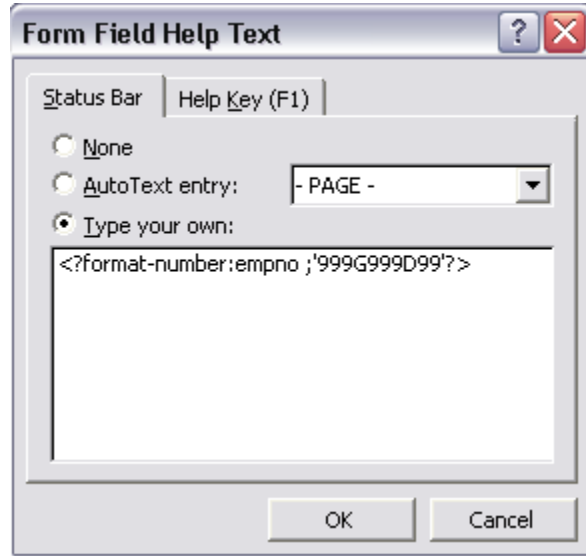 Form Field Help Text
Status Bar Help Key (F1)
None
AutoText entry: - PAGE -
Type your own:
<?format-number:empno ;'999G999D99'?>
OK Cancel